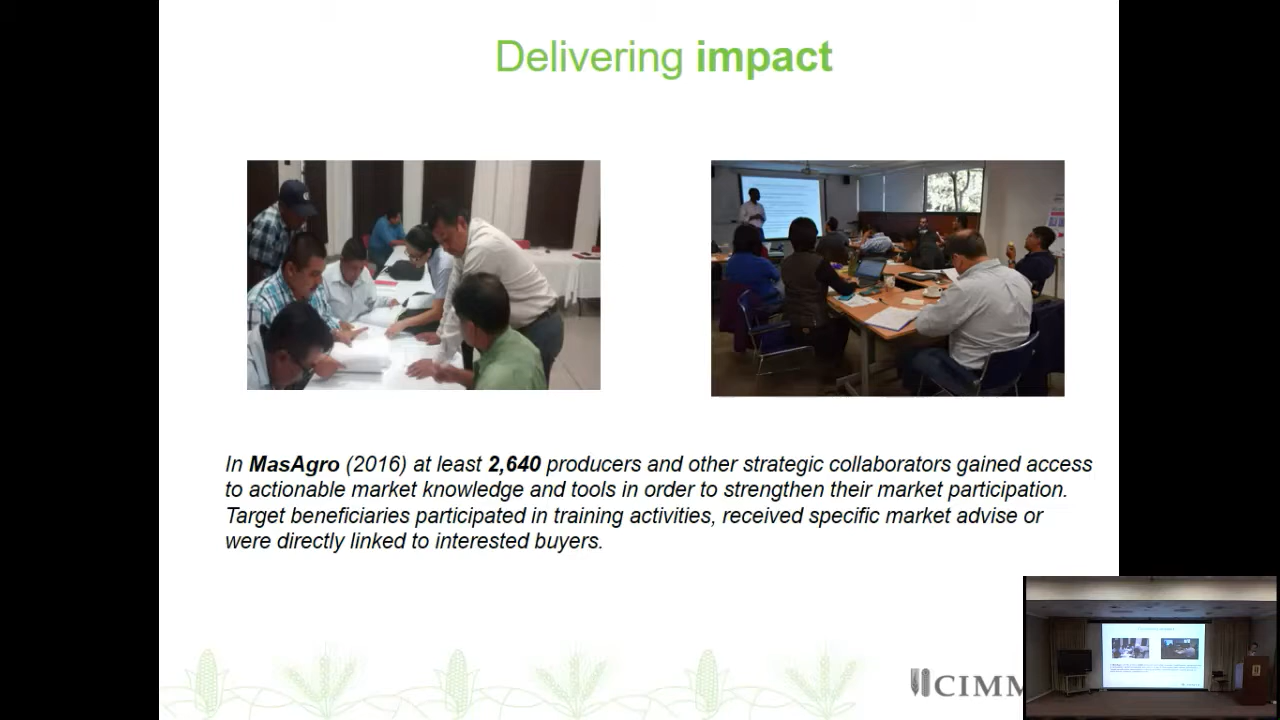 Delivering impact
In MasAgro (2016) at least 2,640 producers and other strategic collaborators gained access
to actionable market knowledge and tools in order to strengthen their market participation.
Target beneficiaries participated in training activities, received specific market advise or
were directly linked to interested buyers.
CIMM